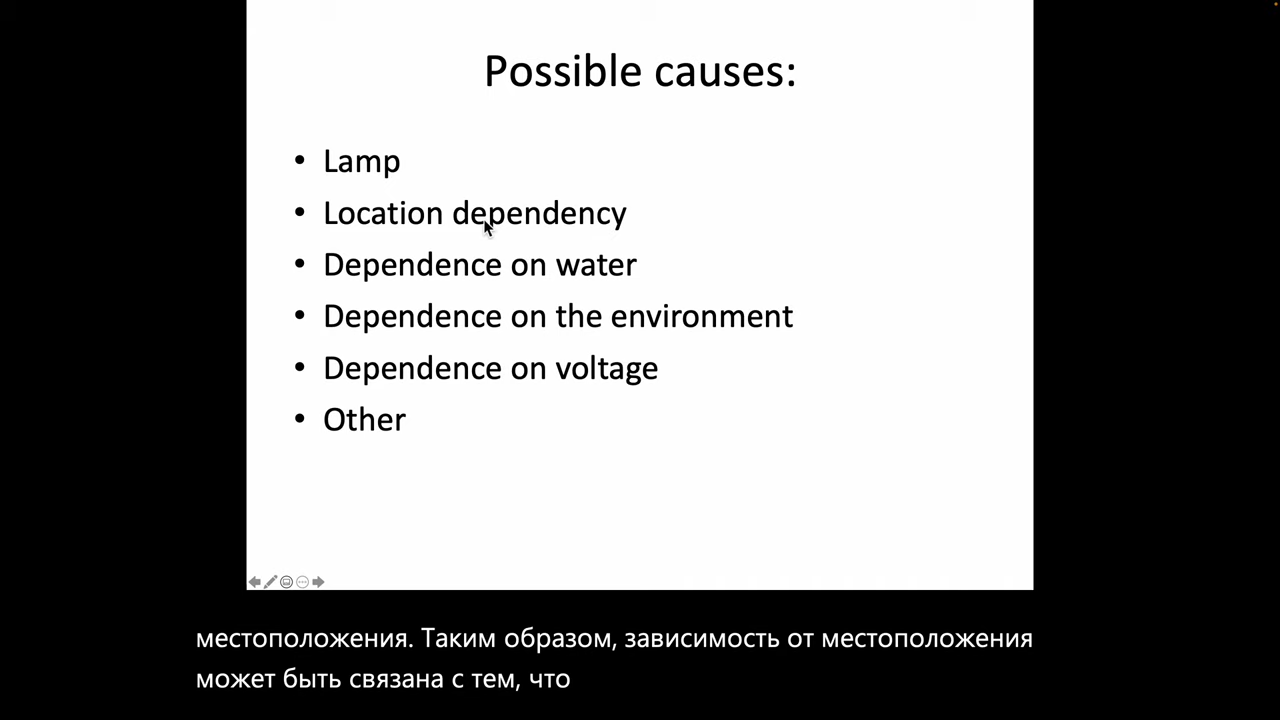 Possible causes:
• Lamp
• Location dependency
• Dependence on water
• Dependence on the environment
• Dependence on voltage
• Other
местоположения. Таким образом, зависимость от местоположения
может быть связана с тем, что